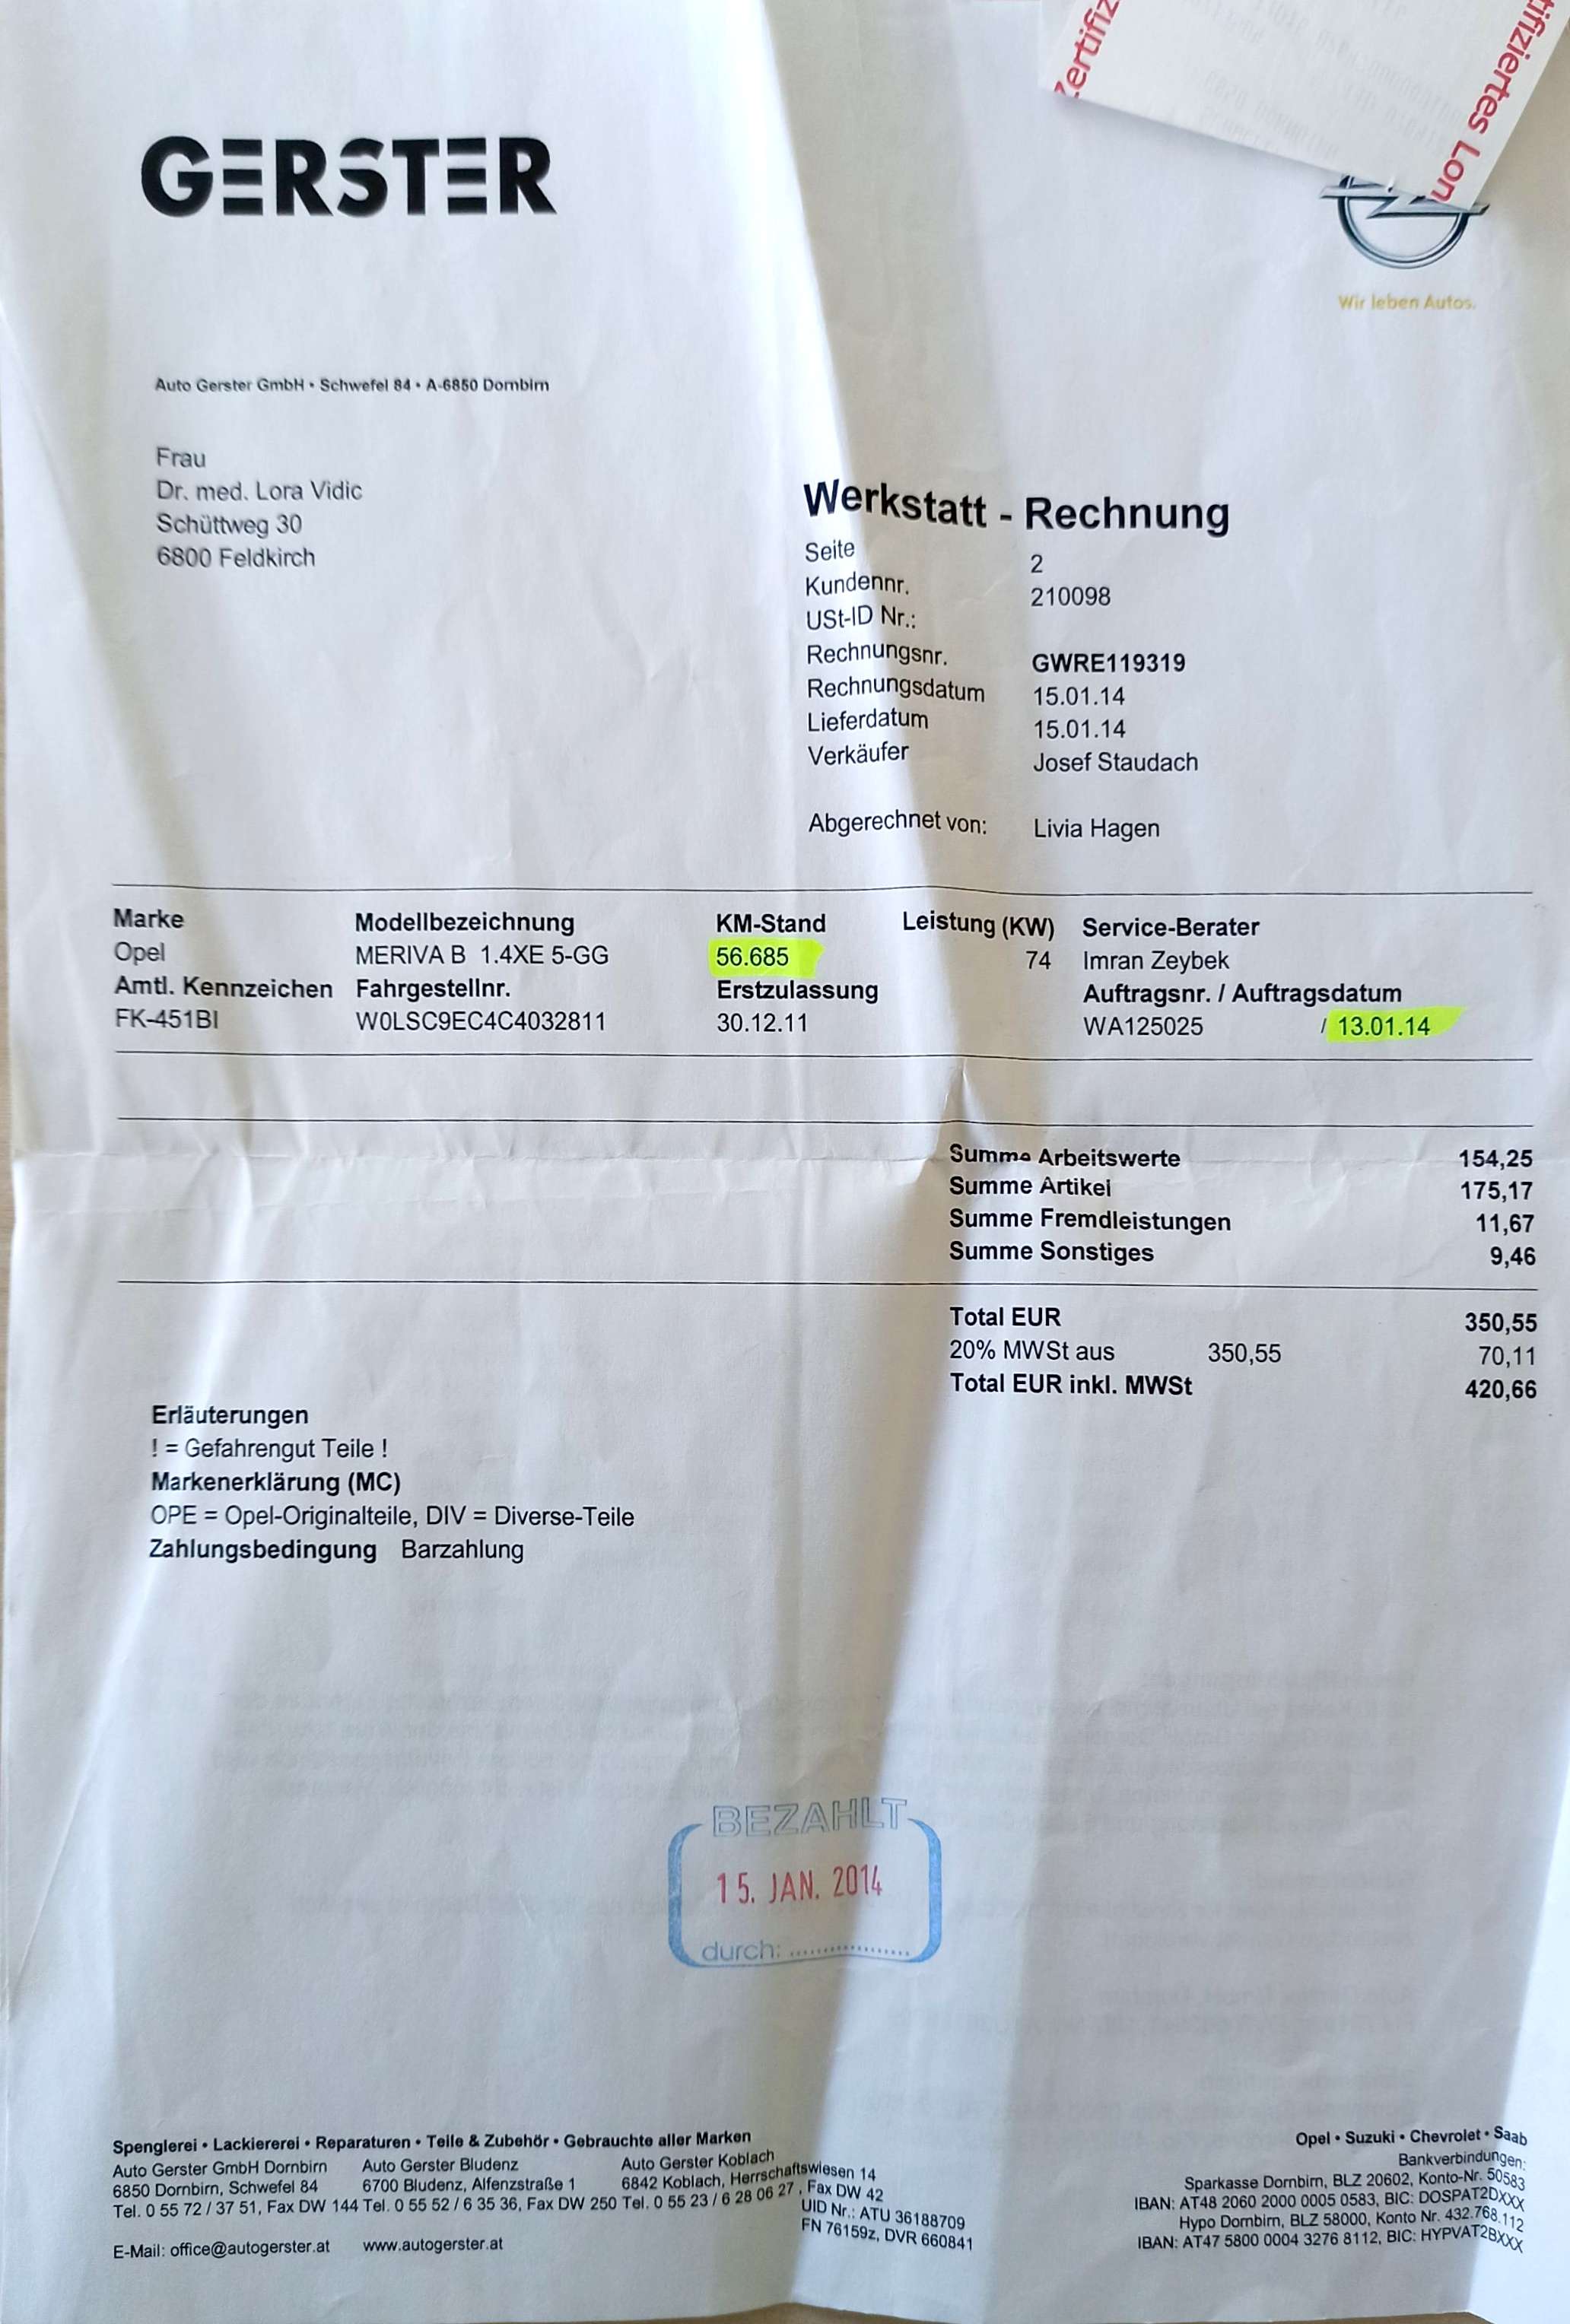 GERSTER
Zertifiz
tifiziertes Lon
Wir leben Autos.
Auto Gerster GmbH • Schwefel 84 • A-6850 Dornbirn
Frau
Dr. med. Lora Vidic
Schüttweg 30
6800 Feldkirch
Werkstatt - Rechnung
Seite 2
Kundennr. 210098
USt-ID Nr.:
Rechnungsnr. GWRE119319
Rechnungsdatum 15.01.14
Lieferdatum 15.01.14
Verkäufer Josef Staudach
Abgerechnet von: Livia Hagen
Marke Modellbezeichnung KM-Stand Leistung (KW) Service-Berater
Opel MERIVA B 1.4XE 5-GG 56.685 74 Imran Zeybek
Amtl. Kennzeichen Fahrgestellnr. Erstzulassung Auftragsnr. / Auftragsdatum
FK-451BI W0LSC9EC4C4032811 30.12.11 WA125025 / 13.01.14
Summe Arbeitswerte 154,25
Summe Artikel 175,17
Summe Fremdleistungen 11,67
Summe Sonstiges 9,46
Total EUR 350,55
20% MWSt aus 350,55 70,11
Total EUR inkl. MWSt 420,66
Erläuterungen
! = Gefahrengut Teile !
Markenerklärung (MC)
OPE = Opel-Originalteile, DIV = Diverse-Teile
Zahlungsbedingung Barzahlung
BEZAHLT
15. JAN. 2014
durch: ....................
Spenglerei • Lackiererei • Reparaturen • Teile & Zubehör • Gebrauchte aller Marken
Auto Gerster GmbH Dornbirn Auto Gerster Bludenz Auto Gerster Koblach
6850 Dornbirn, Schwefel 84 6700 Bludenz, Alfenzstraße 1 6842 Koblach, Herrschaftswiesen 14
Tel. 0 55 72 / 37 51, Fax DW 144 Tel. 0 55 52 / 6 35 36, Fax DW 250 Tel. 0 55 23 / 6 28 06 27 , Fax DW 42
UID Nr.: ATU 36188709
FN 76159z, DVR 660841
E-Mail: office@autogerster.at www.autogerster.at
Opel • Suzuki • Chevrolet • Saab
Bankverbindungen:
Sparkasse Dornbirn, BLZ 20602, Konto-Nr. 50583
IBAN: AT48 2060 2000 0005 0583, BIC: DOSPAT2DXXX
Hypo Dornbirn, BLZ 58000, Konto Nr. 432.768.112
IBAN: AT47 5800 0004 3276 8112, BIC: HYPVAT2BXXX